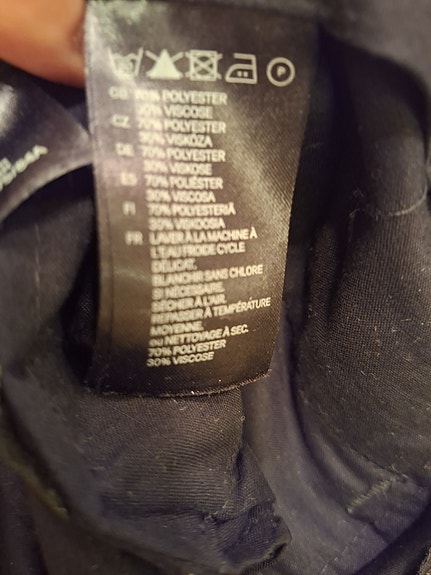 P
GB 70% POLYESTER
30% VISCOSE
CZ 70% POLYESTER
30% VISKÓZA
DE 70% POLYESTER
30% VISKOSE
ES 70% POLIÉSTER
30% VISCOSA
FI 70% POLYESTERIÄ
30% VISKOOSIA
FR LAVER À LA MACHINE À
L'EAU FROIDE CYCLE
DÉLICAT.
BLANCHIR SANS CHLORE
SI NÉCESSAIRE.
SÉCHER À L'AIR.
REPASSER À TEMPÉRATURE
MOYENNE.
OU NETTOYAGE À SEC.
70% POLYESTER
30% VISCOSE